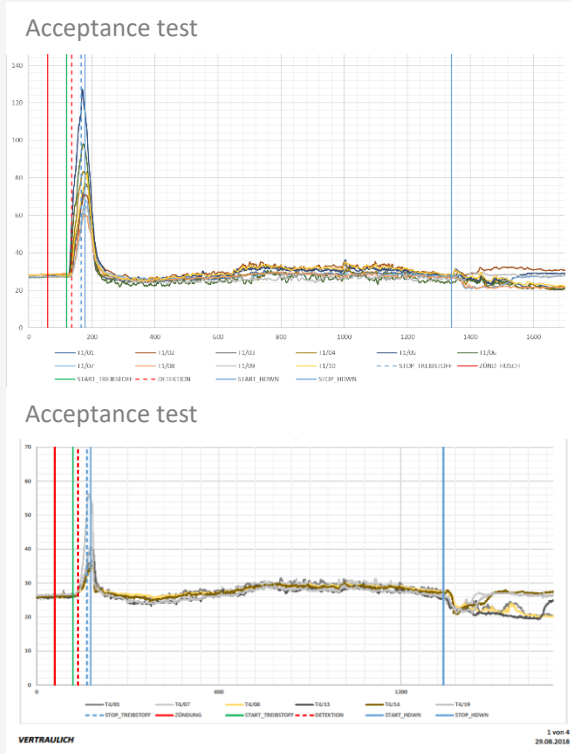 Acceptance test
140
120
100
80
60
40
20
0
0 200 400 600 800 1000 1200 1400 1600
T1/01 T1/02 T1/03 T1/04 T1/05 T1/06
T1/07 T1/08 T1/09 T1/10 STOP_TREIBSTOFF ZÜND_HUSCH
START_TREIBSTOFF DETEKTION START_HDWN STOP_HDWN
Acceptance test
70
60
50
40
30
20
10
0
0 600 1200
T4/07 T4/13 T4/14 T4/19
STOP_TREIBSTOFF ZÜNDUNG START_TREIBSTOFF DETEKTION START_HDWN STOP_HDWN
VERTRAULICH
1 von 4
29.08.2018